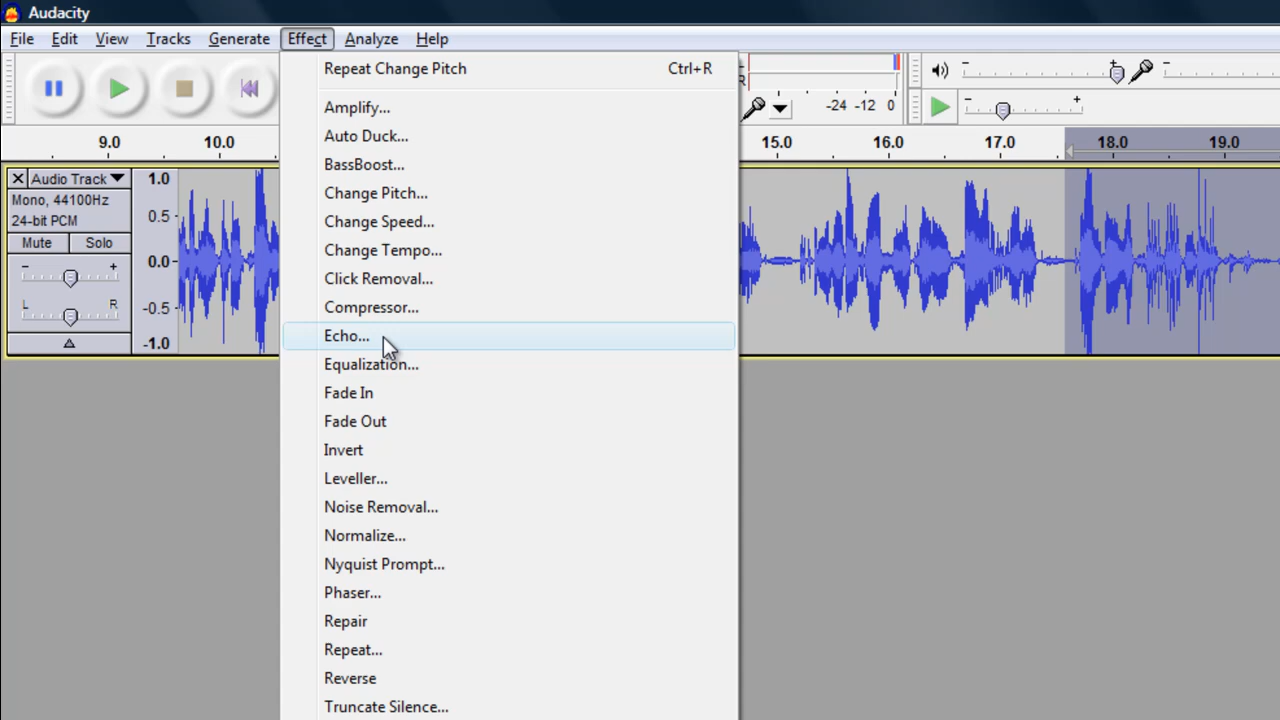 Audacity
File Edit View Tracks Generate Effect Analyze Help
Repeat Change Pitch Ctrl+R
Amplify...
Auto Duck...
BassBoost...
Change Pitch...
Change Speed...
Change Tempo...
Click Removal...
Compressor...
Echo...
Equalization...
Fade In
Fade Out
Invert
Leveller...
Noise Removal...
Normalize...
Nyquist Prompt...
Phaser...
Repair
Repeat...
Reverse
Truncate Silence...
R
-24 -12 0
- +
-
- +
9.0 10.0 15.0 16.0 17.0 18.0 19.0
Audio Track
Mono, 44100Hz
24-bit PCM
Mute Solo
- +
L R
1.0
0.5
0.0
-0.5
-1.0